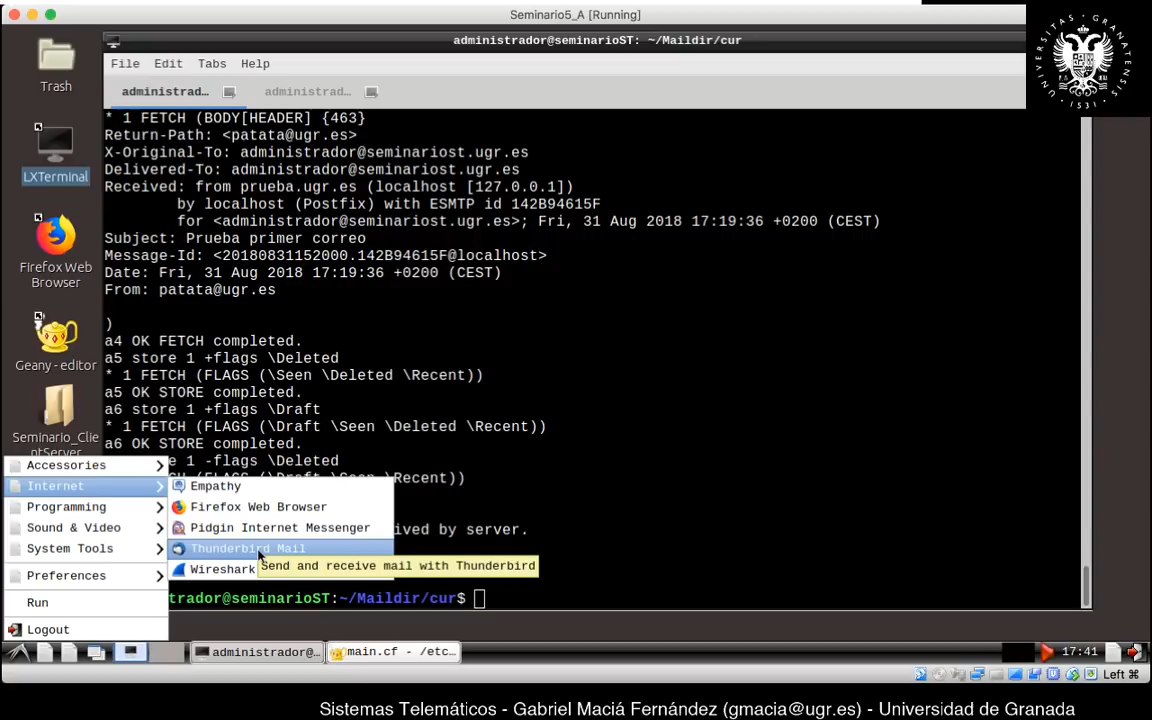 Seminario5_A [Running]
administrador@seminarioST: ~/Maildir/cur
File Edit Tabs Help
administrad... administrad...
Trash
LXTerminal
Firefox Web
Browser
Geany - editor
Seminario_Clie
ntServer
* 1 FETCH (BODY[HEADER] {463}
Return-Path: <patata@ugr.es>
X-Original-To: administrador@seminariost.ugr.es
Delivered-To: administrador@seminariost.ugr.es
Received: from prueba.ugr.es (localhost [127.0.0.1])
by localhost (Postfix) with ESMTP id 142B94615F
for <administrador@seminariost.ugr.es>; Fri, 31 Aug 2018 17:19:36 +0200 (CEST)
Subject: Prueba primer correo
Message-Id: <20180831152000.142B94615F@localhost>
Date: Fri, 31 Aug 2018 17:19:36 +0200 (CEST)
From: patata@ugr.es
)
a4 OK FETCH completed.
a5 store 1 +flags \Deleted
* 1 FETCH (FLAGS (\Seen \Deleted \Recent))
a5 OK STORE completed.
a6 store 1 +flags \Draft
* 1 FETCH (FLAGS (\Draft \Seen \Deleted \Recent))
a6 OK STORE completed.
e 1 -flags \Deleted
\Recent))
ived by server.
trador@seminarioST:~/Maildir/cur$
Accessories
Internet
Programming
Sound & Video
System Tools
Preferences
Run
Logout
Empathy
Firefox Web Browser
Pidgin Internet Messenger
Thunderbird Mail
Wireshark
Send and receive mail with Thunderbird
administrador@... main.cf - /etc... 17:41
Left ⌘
UNIVERSITAS GRANATENSIS
1531
Sistemas Telemáticos - Gabriel Maciá Fernández (gmacia@ugr.es) - Universidad de Granada